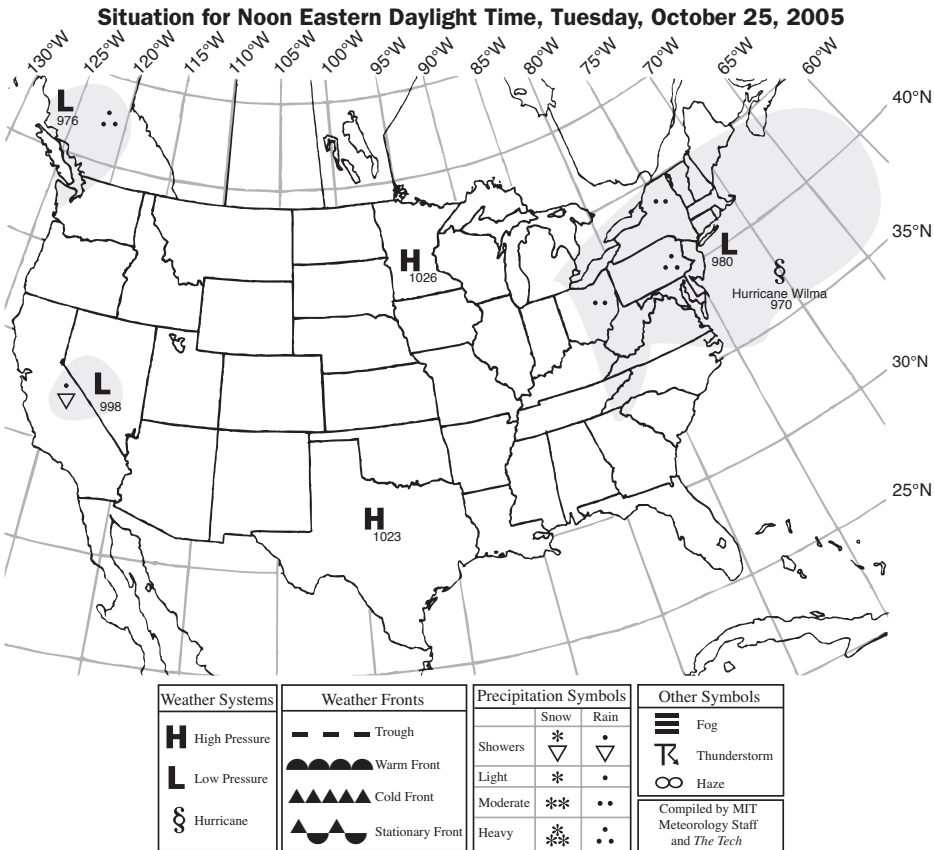 Situation for Noon Eastern Daylight Time, Tuesday, October 25, 2005
130°W 125°W 120°W 115°W 110°W 105°W 100°W 95°W 90°W 85°W 80°W 75°W 70°W 65°W 60°W
40°N
35°N
30°N
25°N
L
976
H
1026
L
980
Hurricane Wilma
970
L
998
H
1023
Weather Systems
H High Pressure
L Low Pressure
§ Hurricane
Weather Fronts
Trough
Warm Front
Cold Front
Stationary Front
Precipitation Symbols
Snow Rain
Showers
Light
Moderate
Heavy
Other Symbols
Fog
Thunderstorm
Haze
Compiled by MIT
Meteorology Staff
and The Tech